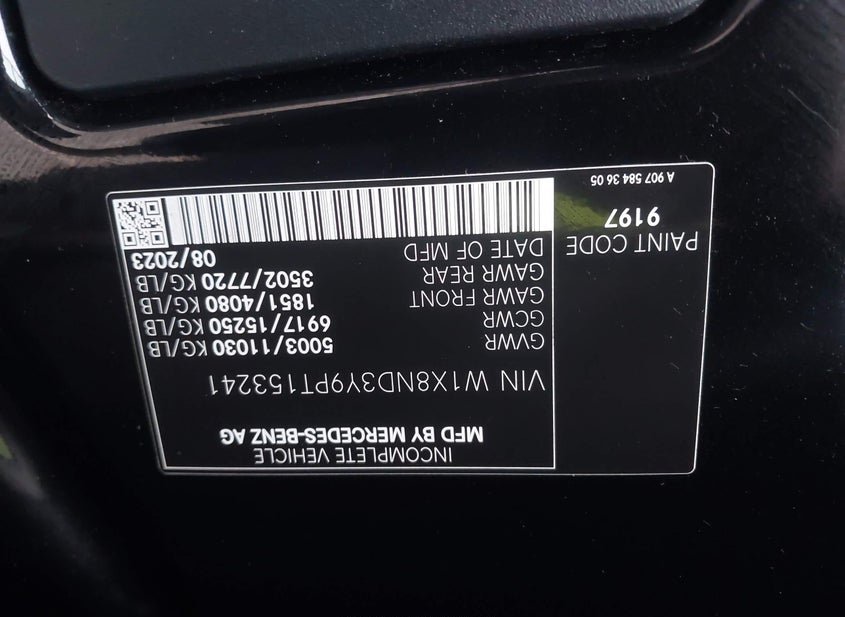 INCOMPLETE VEHICLE
MFD BY MERCEDES-BENZ AG
VIN W1X8ND3Y9PT153241
GVWR 5003/11030 KG/LB
GCWR 6917/15250 KG/LB
GAWR FRONT 1851/4080 KG/LB
GAWR REAR 3502/7720 KG/LB
DATE OF MFD 08/2023
PAINT CODE
9197
A 907 584 36 05